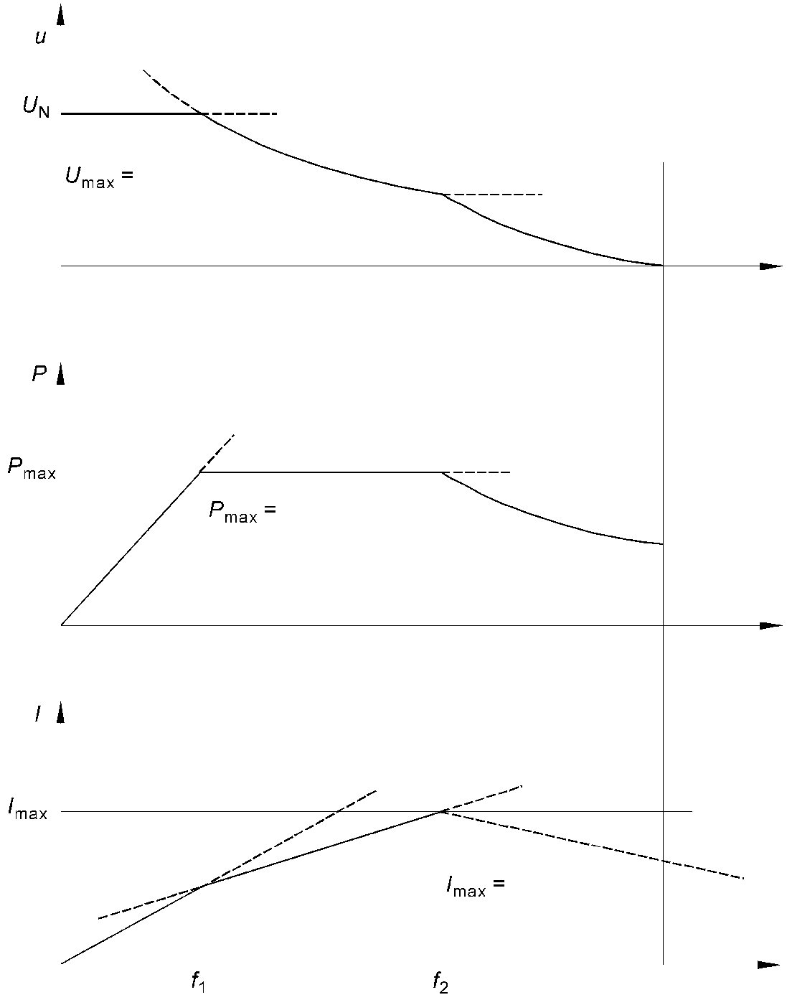 u
U_N
U_max =
P
P_max
P_max =
I
I_max
I_max =
f_1
f_2